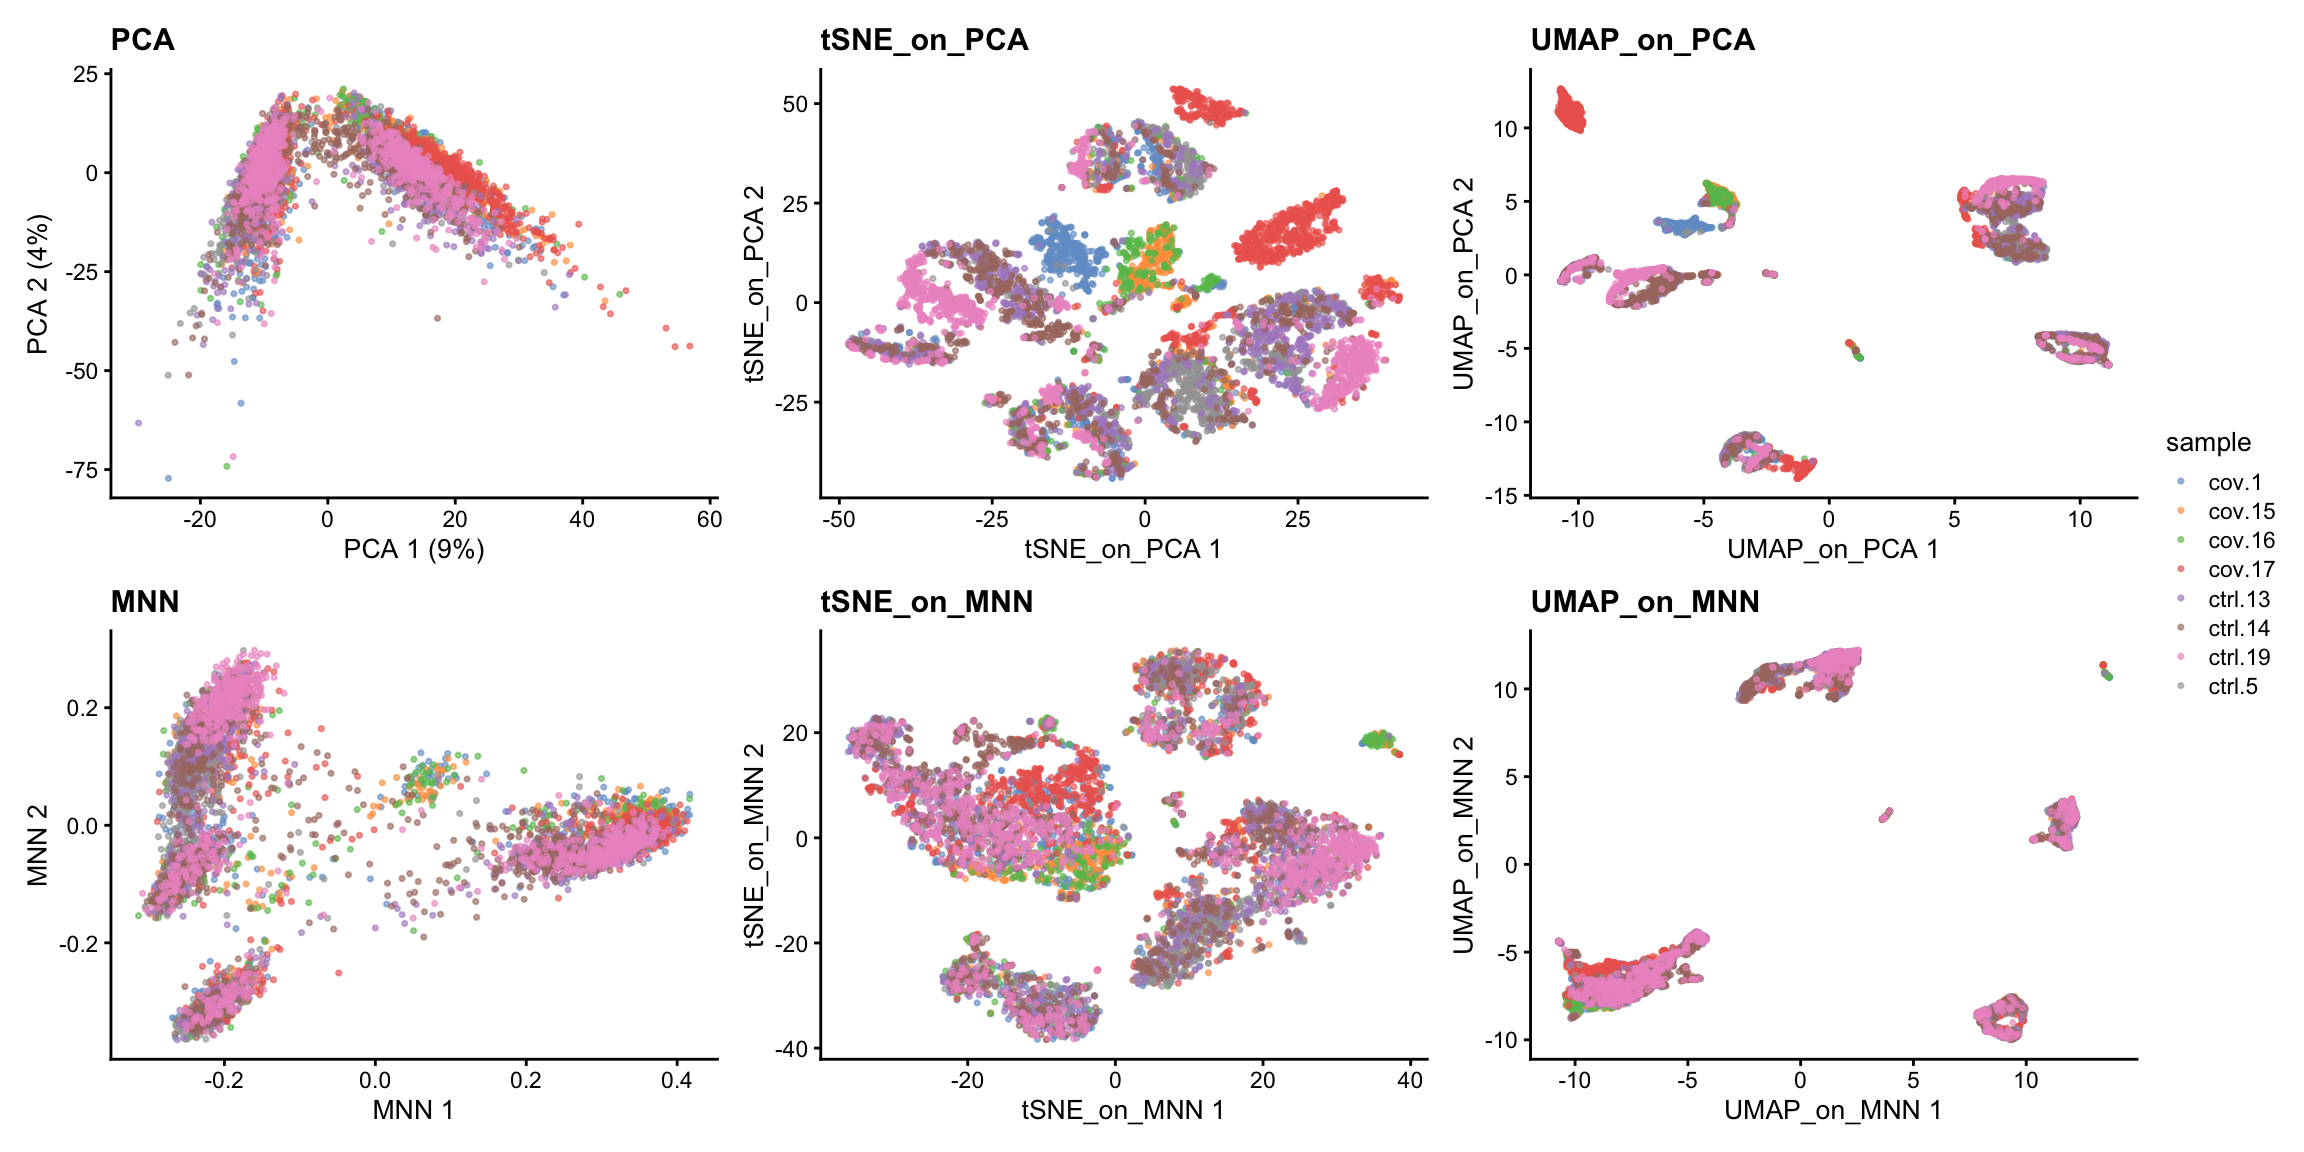 PCA
25
0
-25
-50
-75
PCA 2 (4%)
-20
0
20
40
60
PCA 1 (9%)
tSNE_on_PCA
50
25
0
-25
tSNE_on_PCA 2
-50
-25
0
25
tSNE_on_PCA 1
UMAP_on_PCA
10
5
0
-5
-10
-15
UMAP_on_PCA 2
-10
-5
0
5
10
UMAP_on_PCA 1
MNN
0.2
0.0
-0.2
MNN 2
-0.2
0.0
0.2
0.4
MNN 1
tSNE_on_MNN
20
0
-20
-40
tSNE_on_MNN 2
-20
0
20
40
tSNE_on_MNN 1
UMAP_on_MNN
10
5
0
-5
-10
UMAP_on_MNN 2
-10
-5
0
5
10
UMAP_on_MNN 1
sample
cov.1
cov.15
cov.16
cov.17
ctrl.13
ctrl.14
ctrl.19
ctrl.5